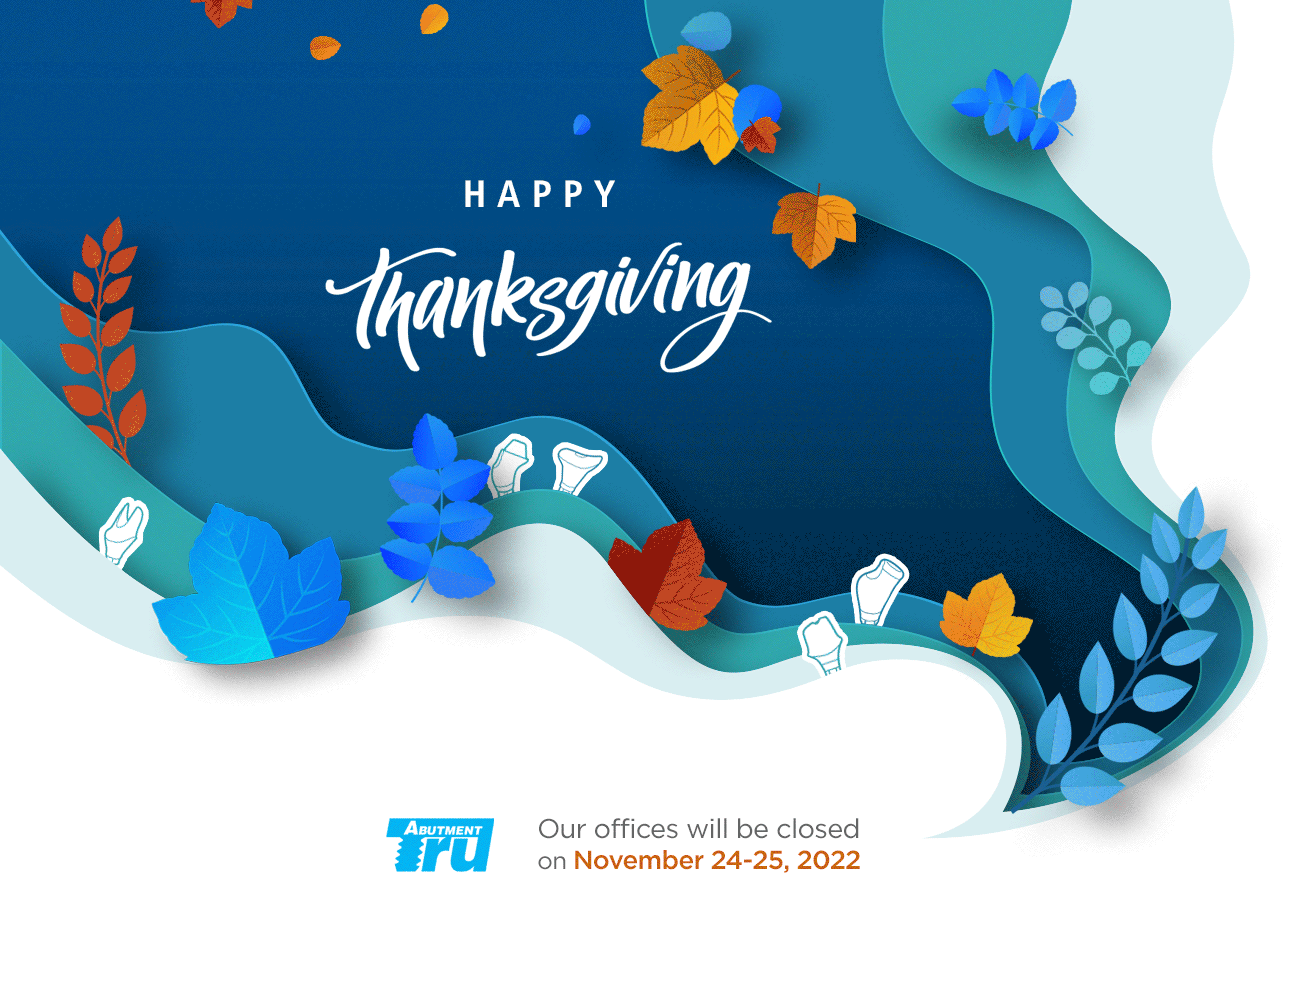 HAPPY
thanksgiving
ABUTMENT
Tru
Our offices will be closed
on November 24-25, 2022